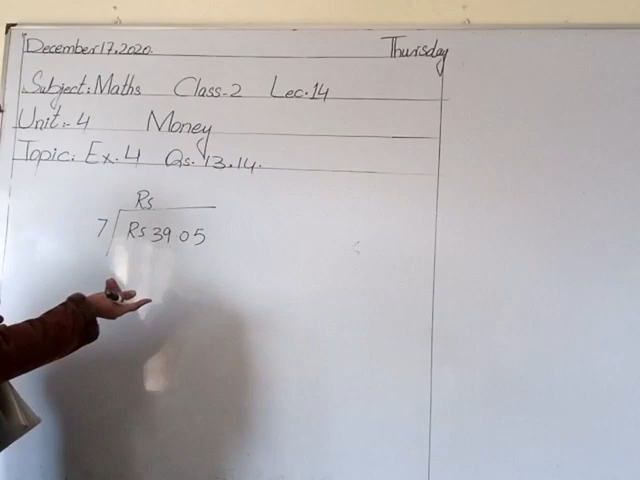 December 17, 2020. Thursday
Subject: Maths Class-2 Lec.14
Unit:- 4 Money
Topic: Ex. 4 Qs. 13.14.
Rs
7 Rs 39 05